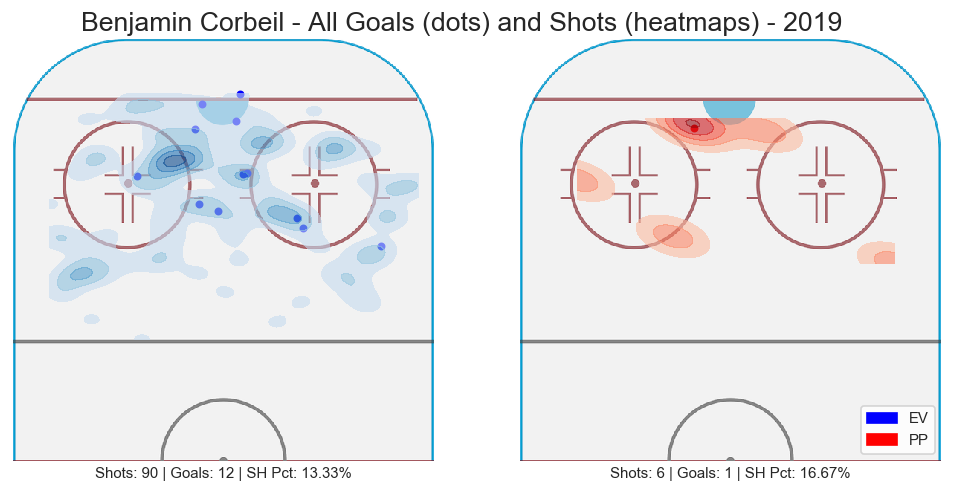 Benjamin Corbeil - All Goals (dots) and Shots (heatmaps) - 2019
EV
PP
Shots: 90 | Goals: 12 | SH Pct: 13.33%
Shots: 6 | Goals: 1 | SH Pct: 16.67%